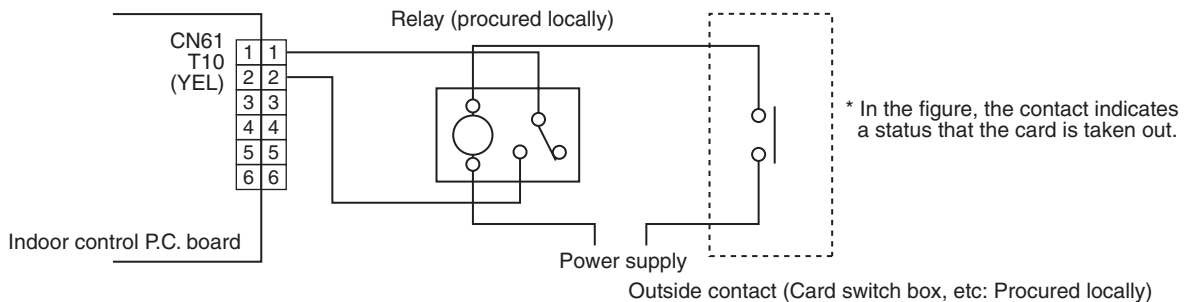 Relay (procured locally)
CN61
T10
(YEL)
1 1
2 2
3 3
4 4
5 5
6 6
* In the figure, the contact indicates
a status that the card is taken out.
Indoor control P.C. board
Power supply
Outside contact (Card switch box, etc: Procured locally)